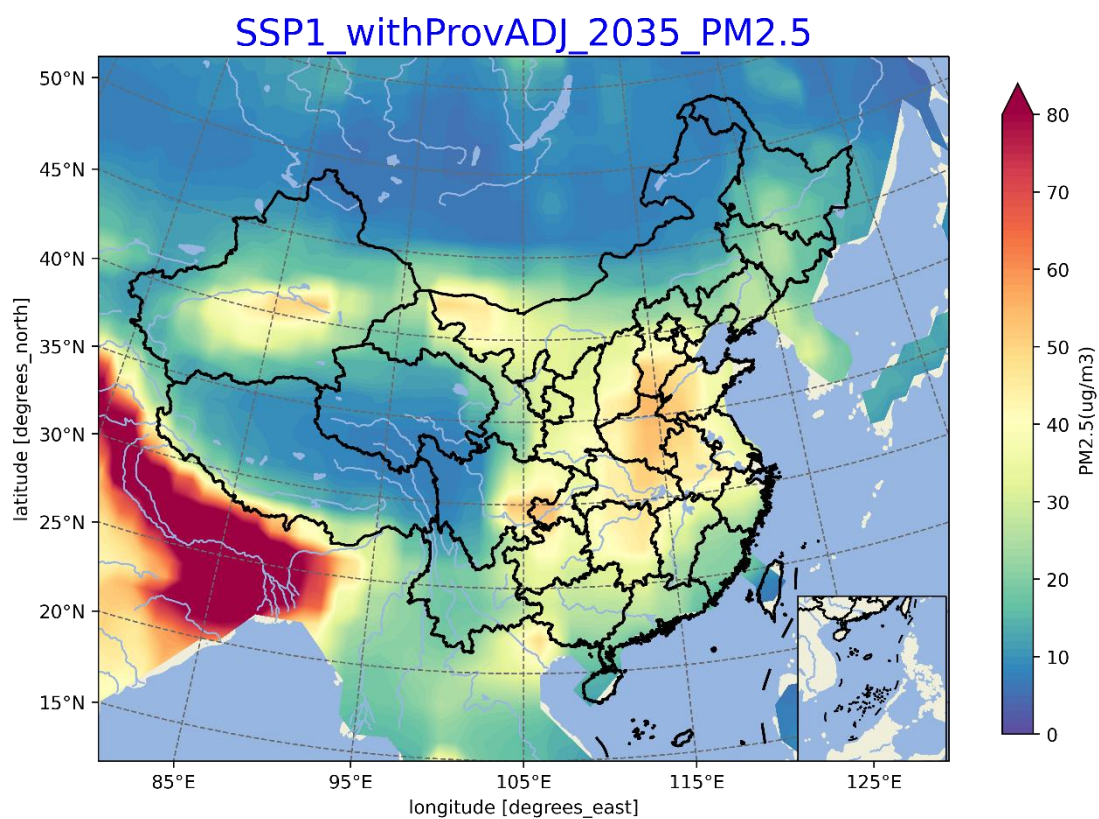 SSP1_withProvADJ_2035_PM2.5
50°N
45°N
40°N
35°N
30°N
25°N
20°N
15°N
latitude [degrees_north]
85°E
95°E
105°E
115°E
125°E
longitude [degrees_east]
80
70
60
50
40
30
20
10
0
PM2.5(ug/m3)